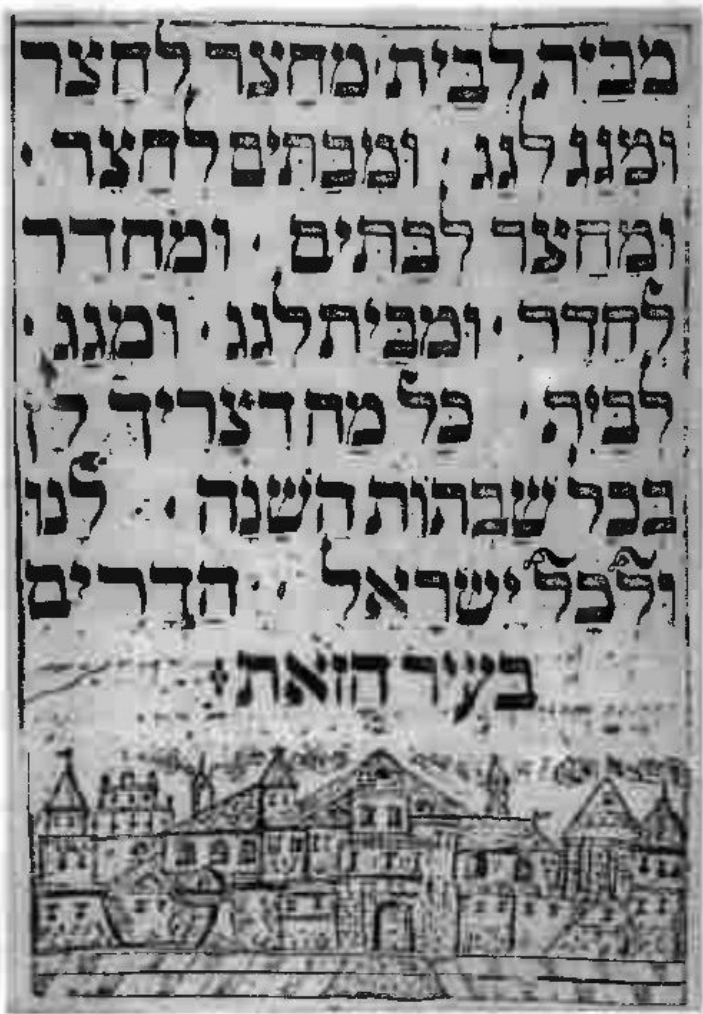 מבית לבית · מחצר לחצר
ומגג לגג · ומבתים לחצר ·
ומחצר לבתים · ומחדר
לחדר · ומבית לגג · ומגג ·
לבית · כל מה דצריך לן
בכל שבתות השנה · לנו
ולכל ישראל · הדרים
בעיר הזאת :